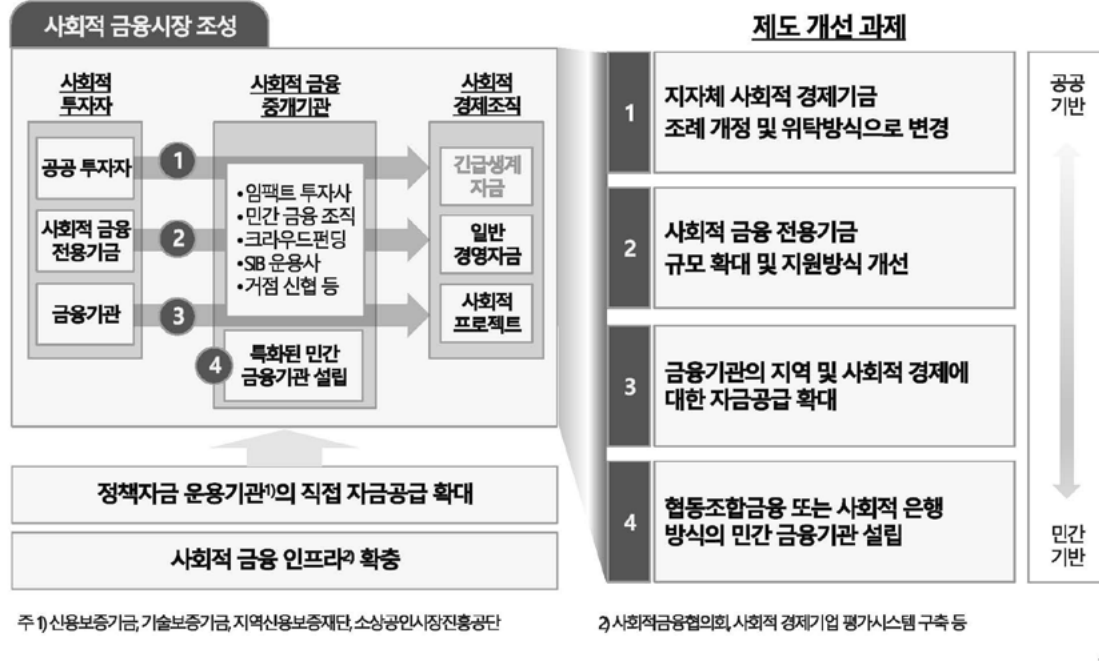 사회적 금융시장 조성
사회적
투자자
사회적 금융
중개기관
사회적
경제조직
공공 투자자
1
긴급생계
자금
•임팩트 투자사
•민간 금융 조직
•크라우드펀딩
•SIB 운용사
•거점 신협 등
사회적 금융
전용기금
2
일반
경영자금
금융기관
3
사회적
프로젝트
4
특화된 민간
금융기관 설립
정책자금 운용기관1)의 직접 자금공급 확대
사회적 금융 인프라2) 확충
제도 개선 과제
1
지자체 사회적 경제기금
조례 개정 및 위탁방식으로 변경
2
사회적 금융 전용기금
규모 확대 및 지원방식 개선
3
금융기관의 지역 및 사회적 경제에
대한 자금공급 확대
4
협동조합금융 또는 사회적 은행
방식의 민간 금융기관 설립
공공
기반
민간
기반
주 1) 신용보증기금, 기술보증기금, 지역신용보증재단, 소상공인시장진흥공단
2) 사회적금융협의회, 사회적 경제기업 평가시스템 구축 등